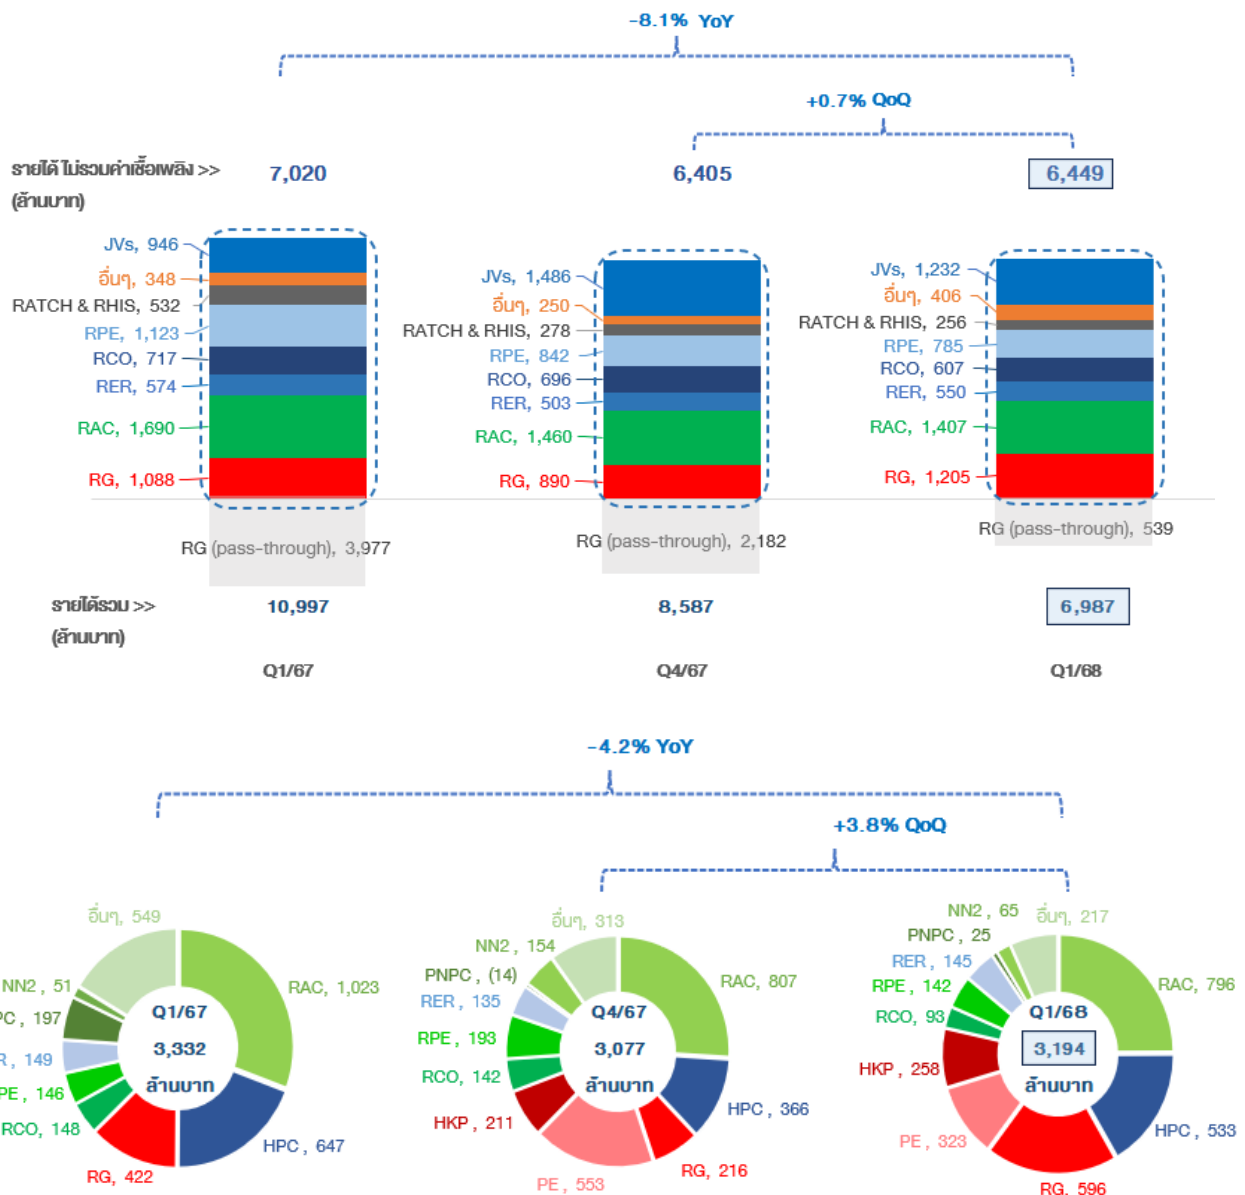 -8.1% YoY
+0.7% QoQ
รายได้ ไม่รวมค่าเชื้อเพลิง >>
(ล้านบาท)
7,020
6,405
6,449
JVs, 946
อื่นๆ, 348
RATCH & RHIS, 532
RPE, 1,123
RCO, 717
RER, 574
RAC, 1,690
RG, 1,088
RG (pass-through), 3,977
JVs, 1,486
อื่นๆ, 250
RATCH & RHIS, 278
RPE, 842
RCO, 696
RER, 503
RAC, 1,460
RG, 890
RG (pass-through), 2,182
JVs, 1,232
อื่นๆ, 406
RATCH & RHIS, 256
RPE, 785
RCO, 607
RER, 550
RAC, 1,407
RG, 1,205
RG (pass-through), 539
รายได้รวม >>
(ล้านบาท)
10,997
8,587
6,987
Q1/67
Q4/67
Q1/68
-4.2% YoY
+3.8% QoQ
อื่นๆ, 549
NN2 , 51
PC , 197
R , 149
PE , 146
RCO, 148
RG, 422
HPC , 647
RAC, 1,023
Q1/67
3,332
ล้านบาท
อื่นๆ, 313
NN2 , 154
PNPC , (14)
RER , 135
RPE , 193
RCO , 142
HKP , 211
PE , 553
RG, 216
HPC , 366
RAC, 807
Q4/67
3,077
ล้านบาท
NN2 , 65
อื่นๆ, 217
PNPC , 25
RER , 145
RPE , 142
RCO, 93
HKP , 258
PE , 323
RG, 596
HPC , 533
RAC, 796
Q1/68
3,194
ล้านบาท